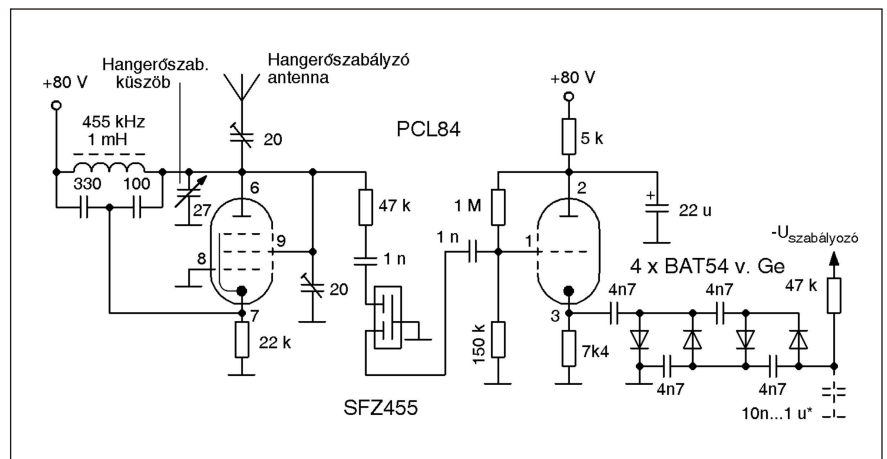 Hangerőszab.
küszöb
Hangerőszabályzó
antenna
+80 V
455 kHz
1 mH
330
100
27
20
6
8
9
7
20
22 k
47 k
1 n
SFZ455
PCL84
+80 V
5 k
1 M
1 n
1
2
3
150 k
7k4
+
22 u
4 x BAT54 v. Ge
4n7
4n7
4n7
4n7
-Uszabályozó
47 k
10n...1 u*